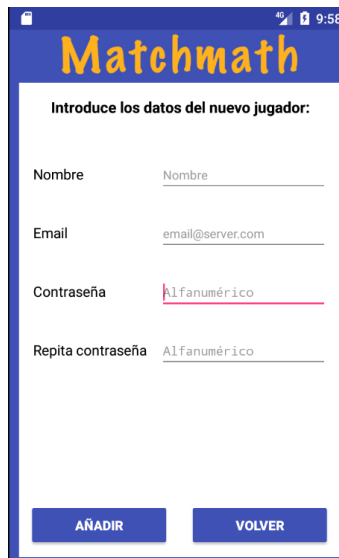 4G 9:58
Matchmath
Introduce los datos del nuevo jugador:
Nombre Nombre
Email email@server.com
Contraseña Alfanumérico
Repita contraseña Alfanumérico
AÑADIR VOLVER